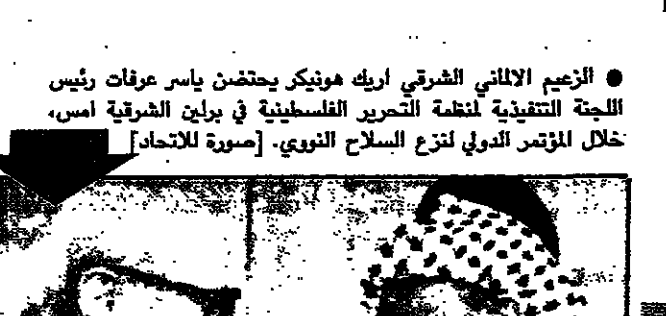 ● الزعيم الالماني الشرقي اريك هونيكر يحتضن ياسر عرفات رئيس
اللجنة التنفيذية لمنظمة التحرير الفلسطينية في برلين الشرقية امس،
خلال المؤتمر الدولي لنزع السلاح النووي. [صورة للاتحاد]